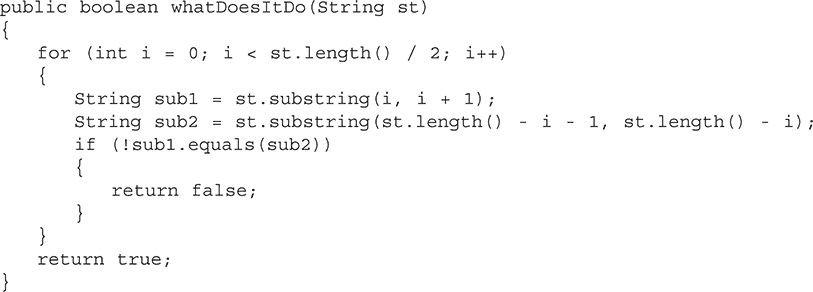 public boolean whatDoesItDo(String st)
{
   for (int i = 0; i < st.length() / 2; i++)
   {
      String sub1 = st.substring(i, i + 1);
      String sub2 = st.substring(st.length() - i - 1, st.length() - i);
      if (!sub1.equals(sub2))
      {
         return false;
      }
   }
   return true;
}